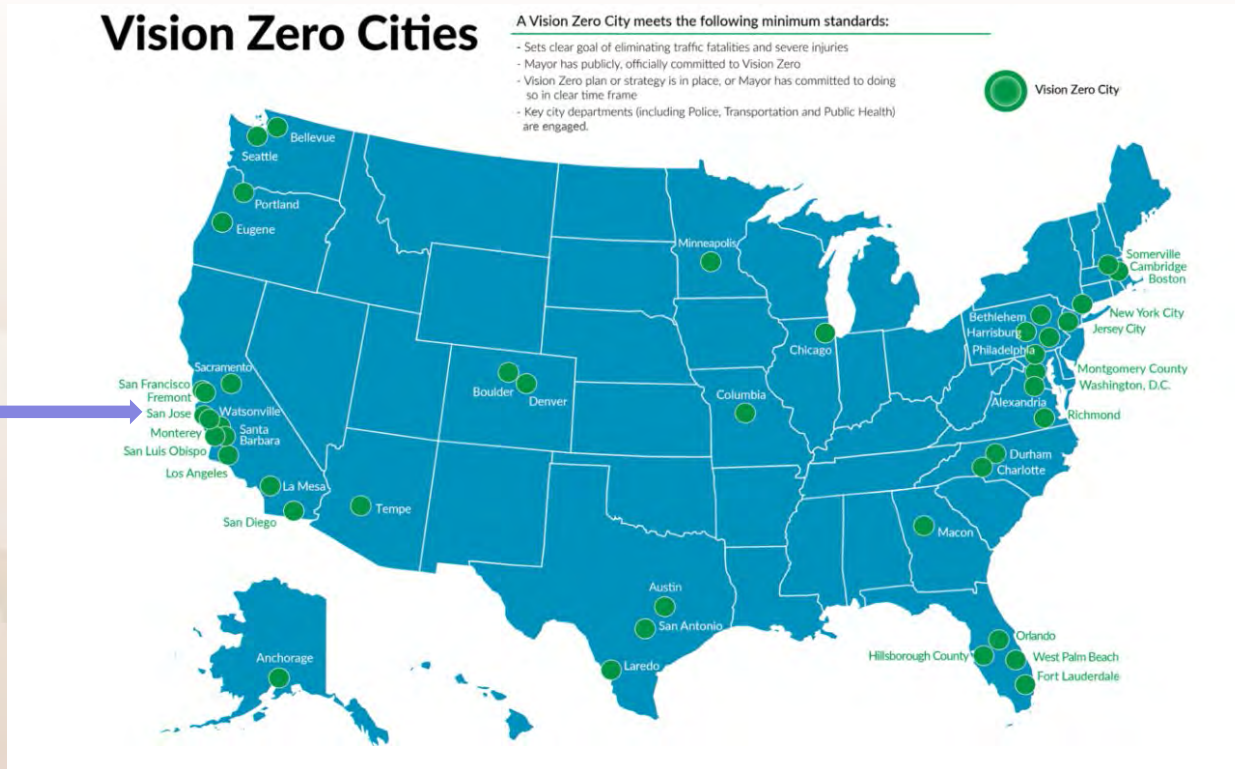 Vision Zero Cities
A Vision Zero City meets the following minimum standards:
- Sets clear goal of eliminating traffic fatalities and severe injuries
- Mayor has publicly, officially committed to Vision Zero
- Vision Zero plan or strategy is in place, or Mayor has committed to doing
so in clear time frame
- Key city departments (including Police, Transportation and Public Health)
are engaged.
Vision Zero City
Bellevue
Seattle
Portland
Eugene
Minneapolis
Somerville
Cambridge
Boston
New York City
Bethlehem
Harrisburg
Jersey City
Philadelphia
Chicago
Montgomery County
Washington, D.C.
Alexandria
Richmond
Sacramento
San Francisco
Fremont
San Jose
Watsonville
Monterey
Santa
Barbara
San Luis Obispo
Los Angeles
La Mesa
San Diego
Boulder
Denver
Columbia
Tempe
Durham
Charlotte
Macon
Austin
San Antonio
Laredo
Orlando
Hillsborough County
West Palm Beach
Fort Lauderdale
Anchorage